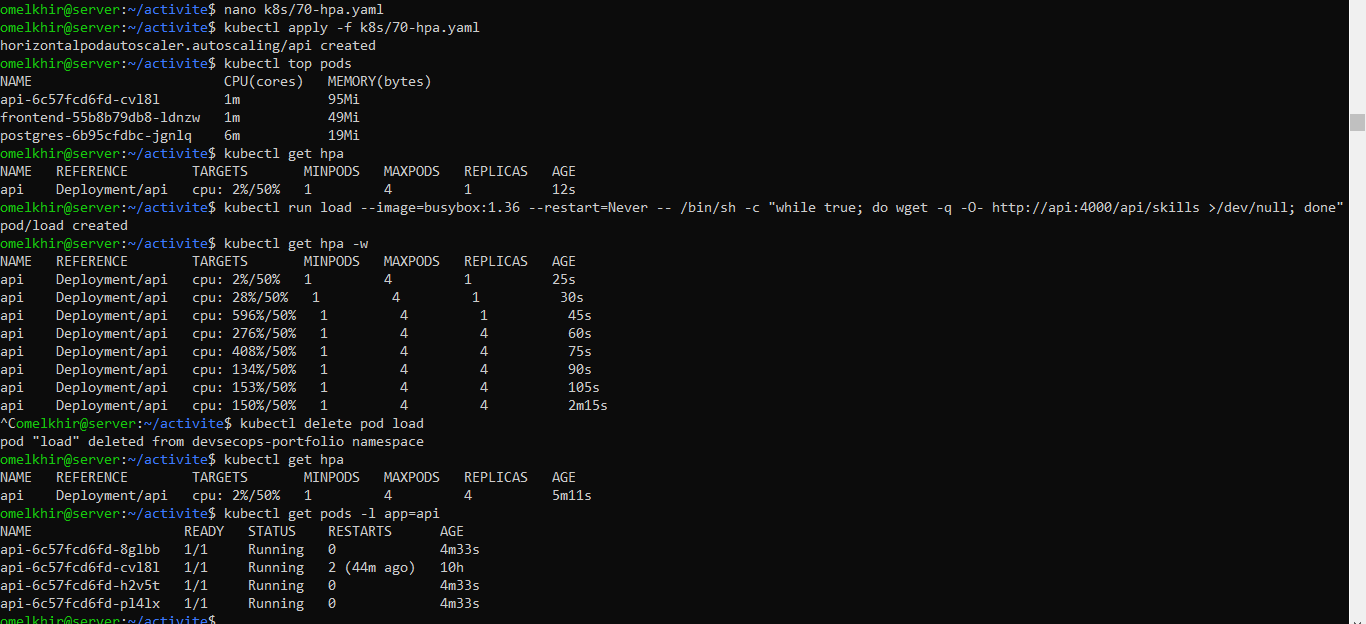 omelkhir@server:~/activite$ nano k8s/70-hpa.yaml
omelkhir@server:~/activite$ kubectl apply -f k8s/70-hpa.yaml
horizontalpodautoscaler.autoscaling/api created
omelkhir@server:~/activite$ kubectl top pods
NAME                        CPU(cores)   MEMORY(bytes)
api-6c57fcd6fd-cvl8l        1m           95Mi
frontend-55b8b79db8-ldnzw   1m           49Mi
postgres-6b95cfdbc-jgnlq    6m           19Mi
omelkhir@server:~/activite$ kubectl get hpa
NAME   REFERENCE        TARGETS       MINPODS   MAXPODS   REPLICAS   AGE
api    Deployment/api   cpu: 2%/50%   1         4         1          12s
omelkhir@server:~/activite$ kubectl run load --image=busybox:1.36 --restart=Never -- /bin/sh -c "while true; do wget -q -O- http://api:4000/api/skills >/dev/null; done"
pod/load created
omelkhir@server:~/activite$ kubectl get hpa -w
NAME   REFERENCE        TARGETS       MINPODS   MAXPODS   REPLICAS   AGE
api    Deployment/api   cpu: 2%/50%   1         4         1          25s
api    Deployment/api   cpu: 28%/50%   1         4         1          30s
api    Deployment/api   cpu: 596%/50%   1         4         1          45s
api    Deployment/api   cpu: 276%/50%   1         4         4          60s
api    Deployment/api   cpu: 408%/50%   1         4         4          75s
api    Deployment/api   cpu: 134%/50%   1         4         4          90s
api    Deployment/api   cpu: 153%/50%   1         4         4          105s
api    Deployment/api   cpu: 150%/50%   1         4         4          2m15s
^Comelkhir@server:~/activite$ kubectl delete pod load
pod "load" deleted from devsecops-portfolio namespace
omelkhir@server:~/activite$ kubectl get hpa
NAME   REFERENCE        TARGETS       MINPODS   MAXPODS   REPLICAS   AGE
api    Deployment/api   cpu: 2%/50%   1         4         4          5m11s
omelkhir@server:~/activite$ kubectl get pods -l app=api
NAME                   READY   STATUS    RESTARTS      AGE
api-6c57fcd6fd-8glbb   1/1     Running   0             4m33s
api-6c57fcd6fd-cvl8l   1/1     Running   2 (44m ago)   10h
api-6c57fcd6fd-h2v5t   1/1     Running   0             4m33s
api-6c57fcd6fd-pl4lx   1/1     Running   0             4m33s
omelkhir@server:~/activite$